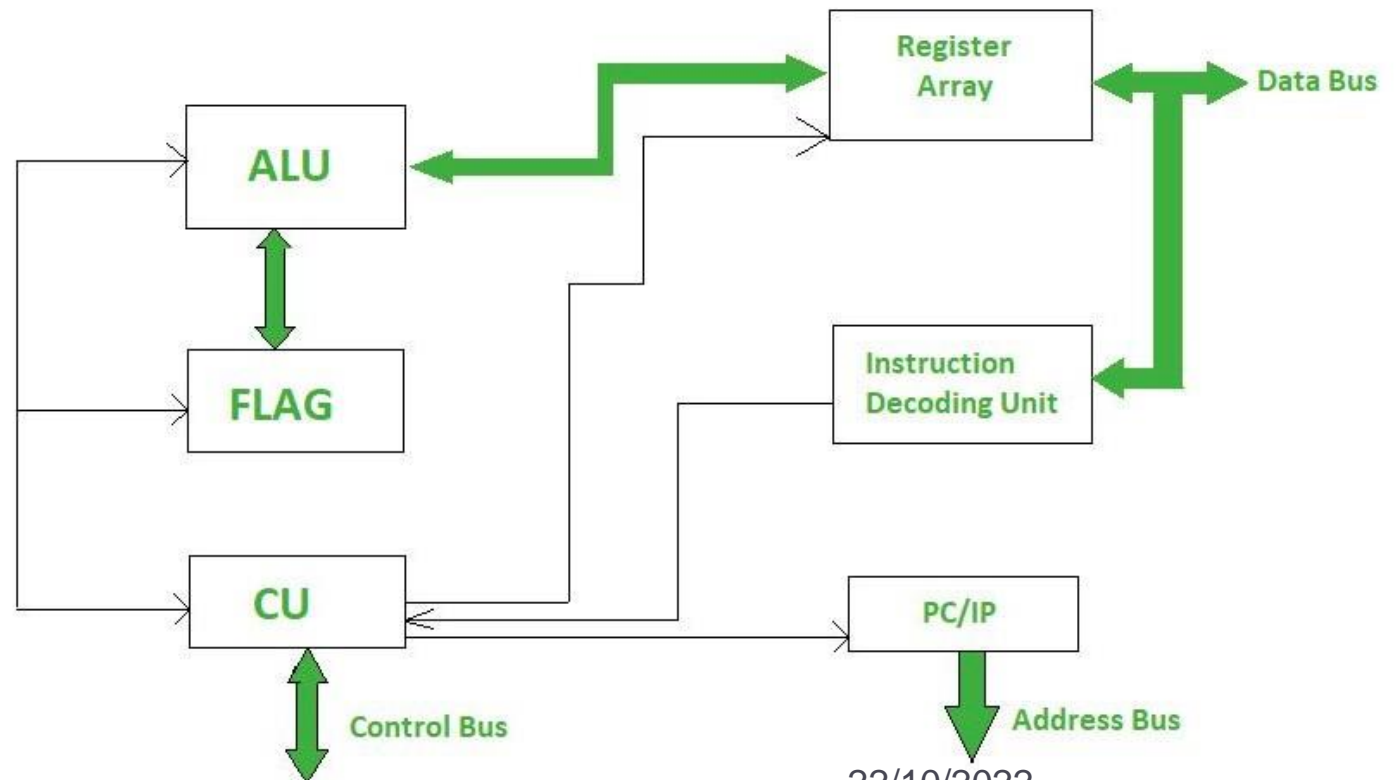 Register
Array
Data Bus
ALU
Instruction
Decoding Unit
FLAG
CU
PC/IP
Control Bus
Address Bus